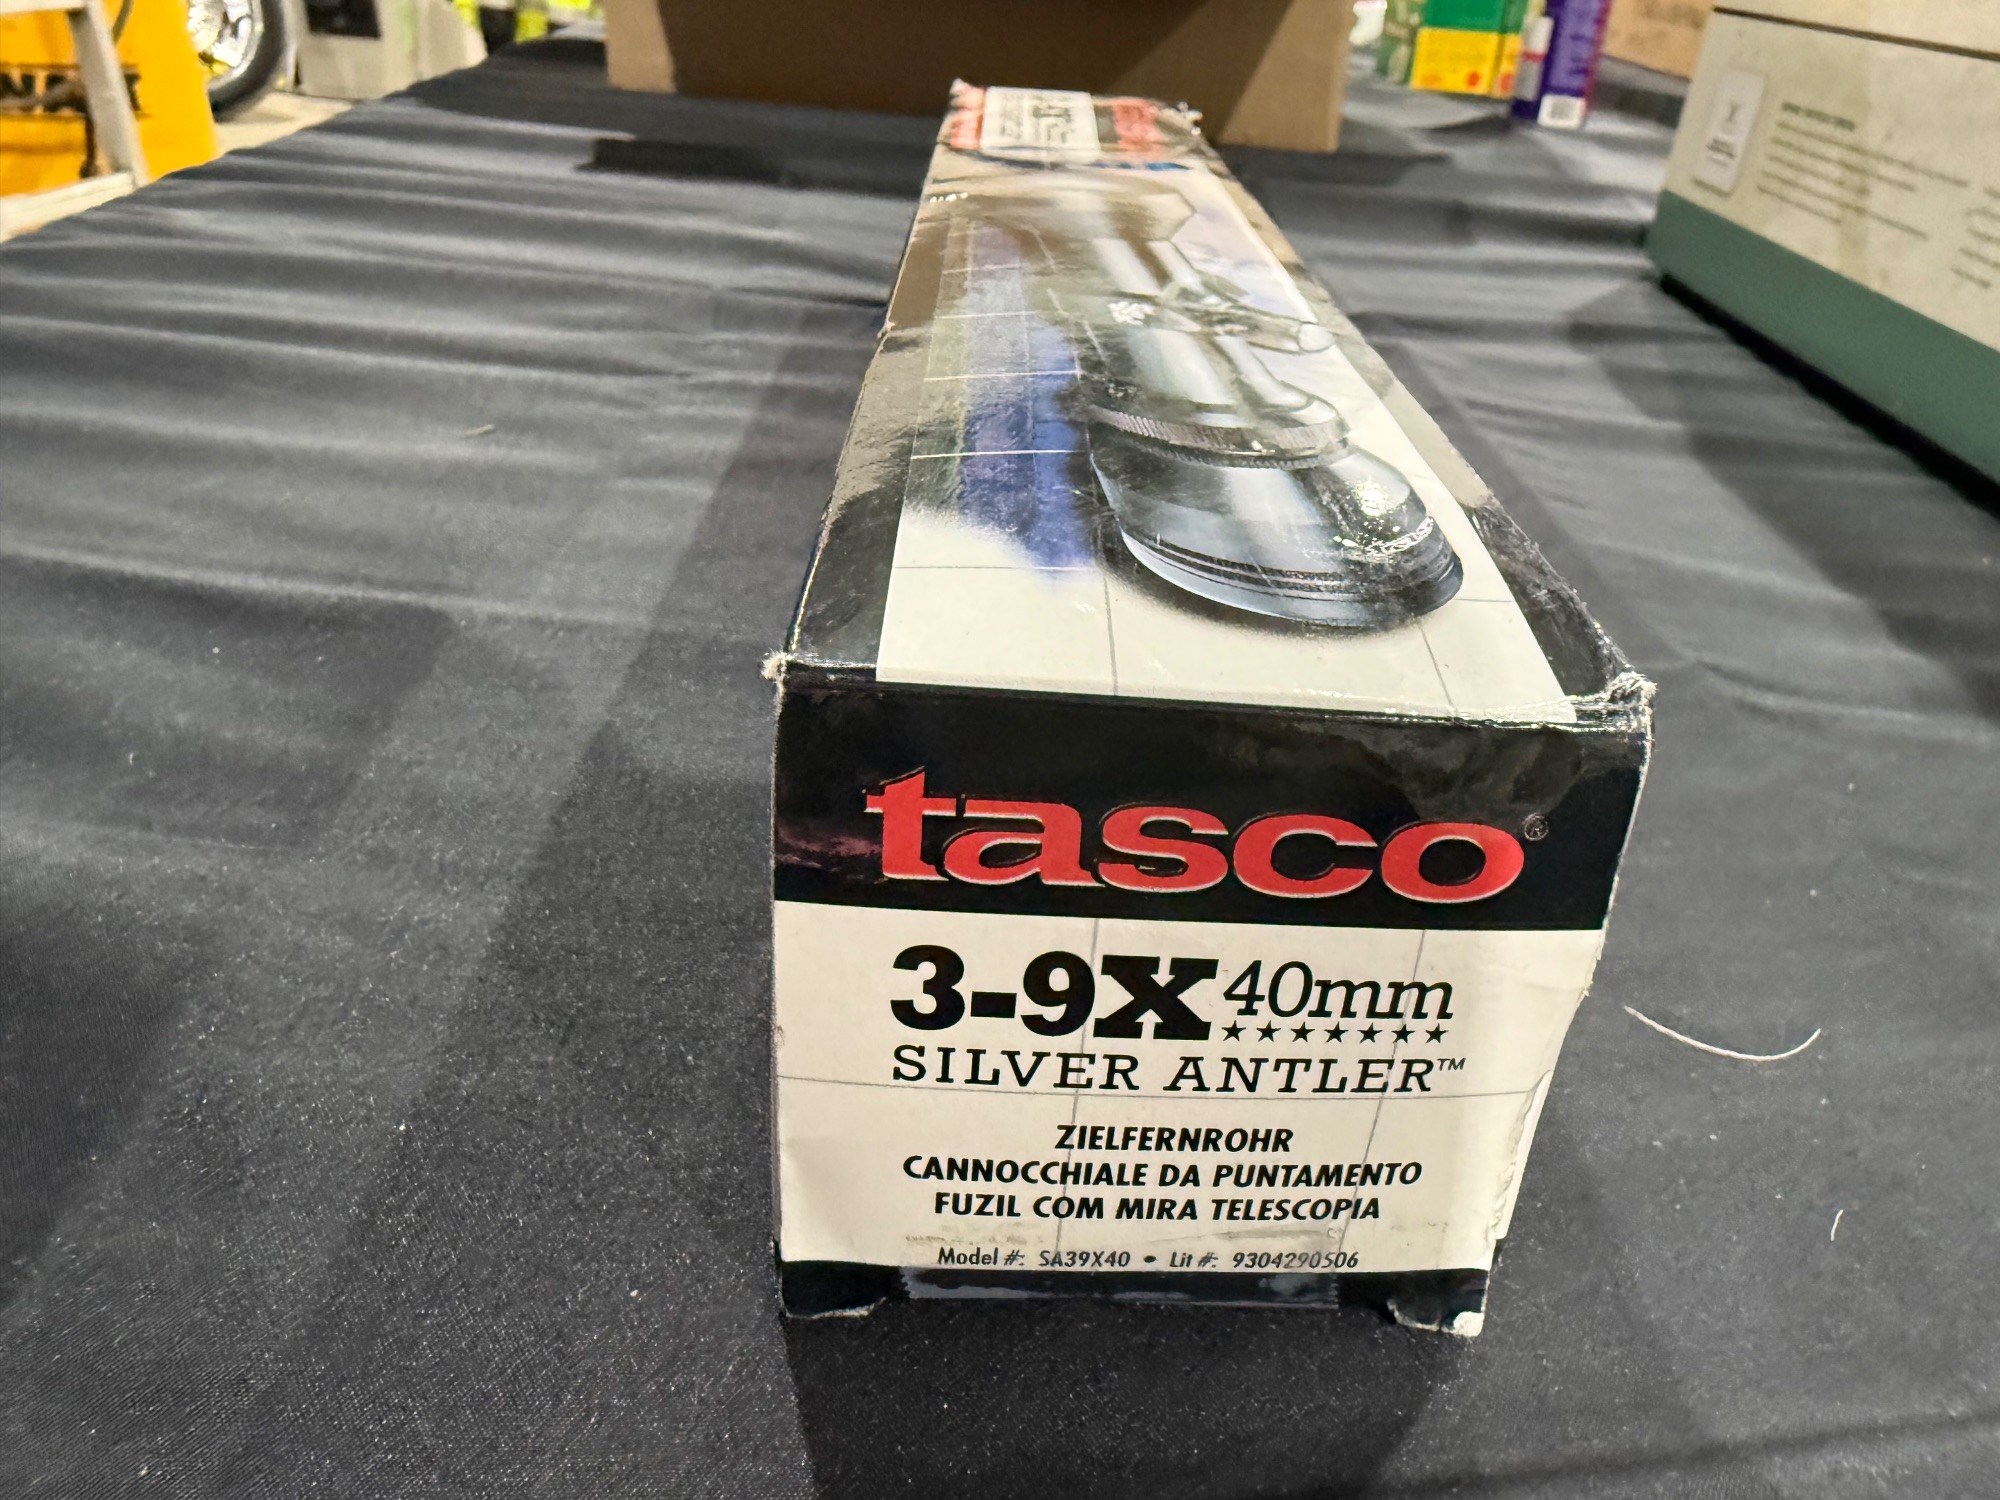 tasco®
3-9X 40mm
★★★★★★★
SILVER ANTLER™
ZIELFERNROHR
CANNOCCHIALE DA PUNTAMENTO
FUZIL COM MIRA TELESCOPIA
Model #: SA39X40 • Lit #: 9304290506